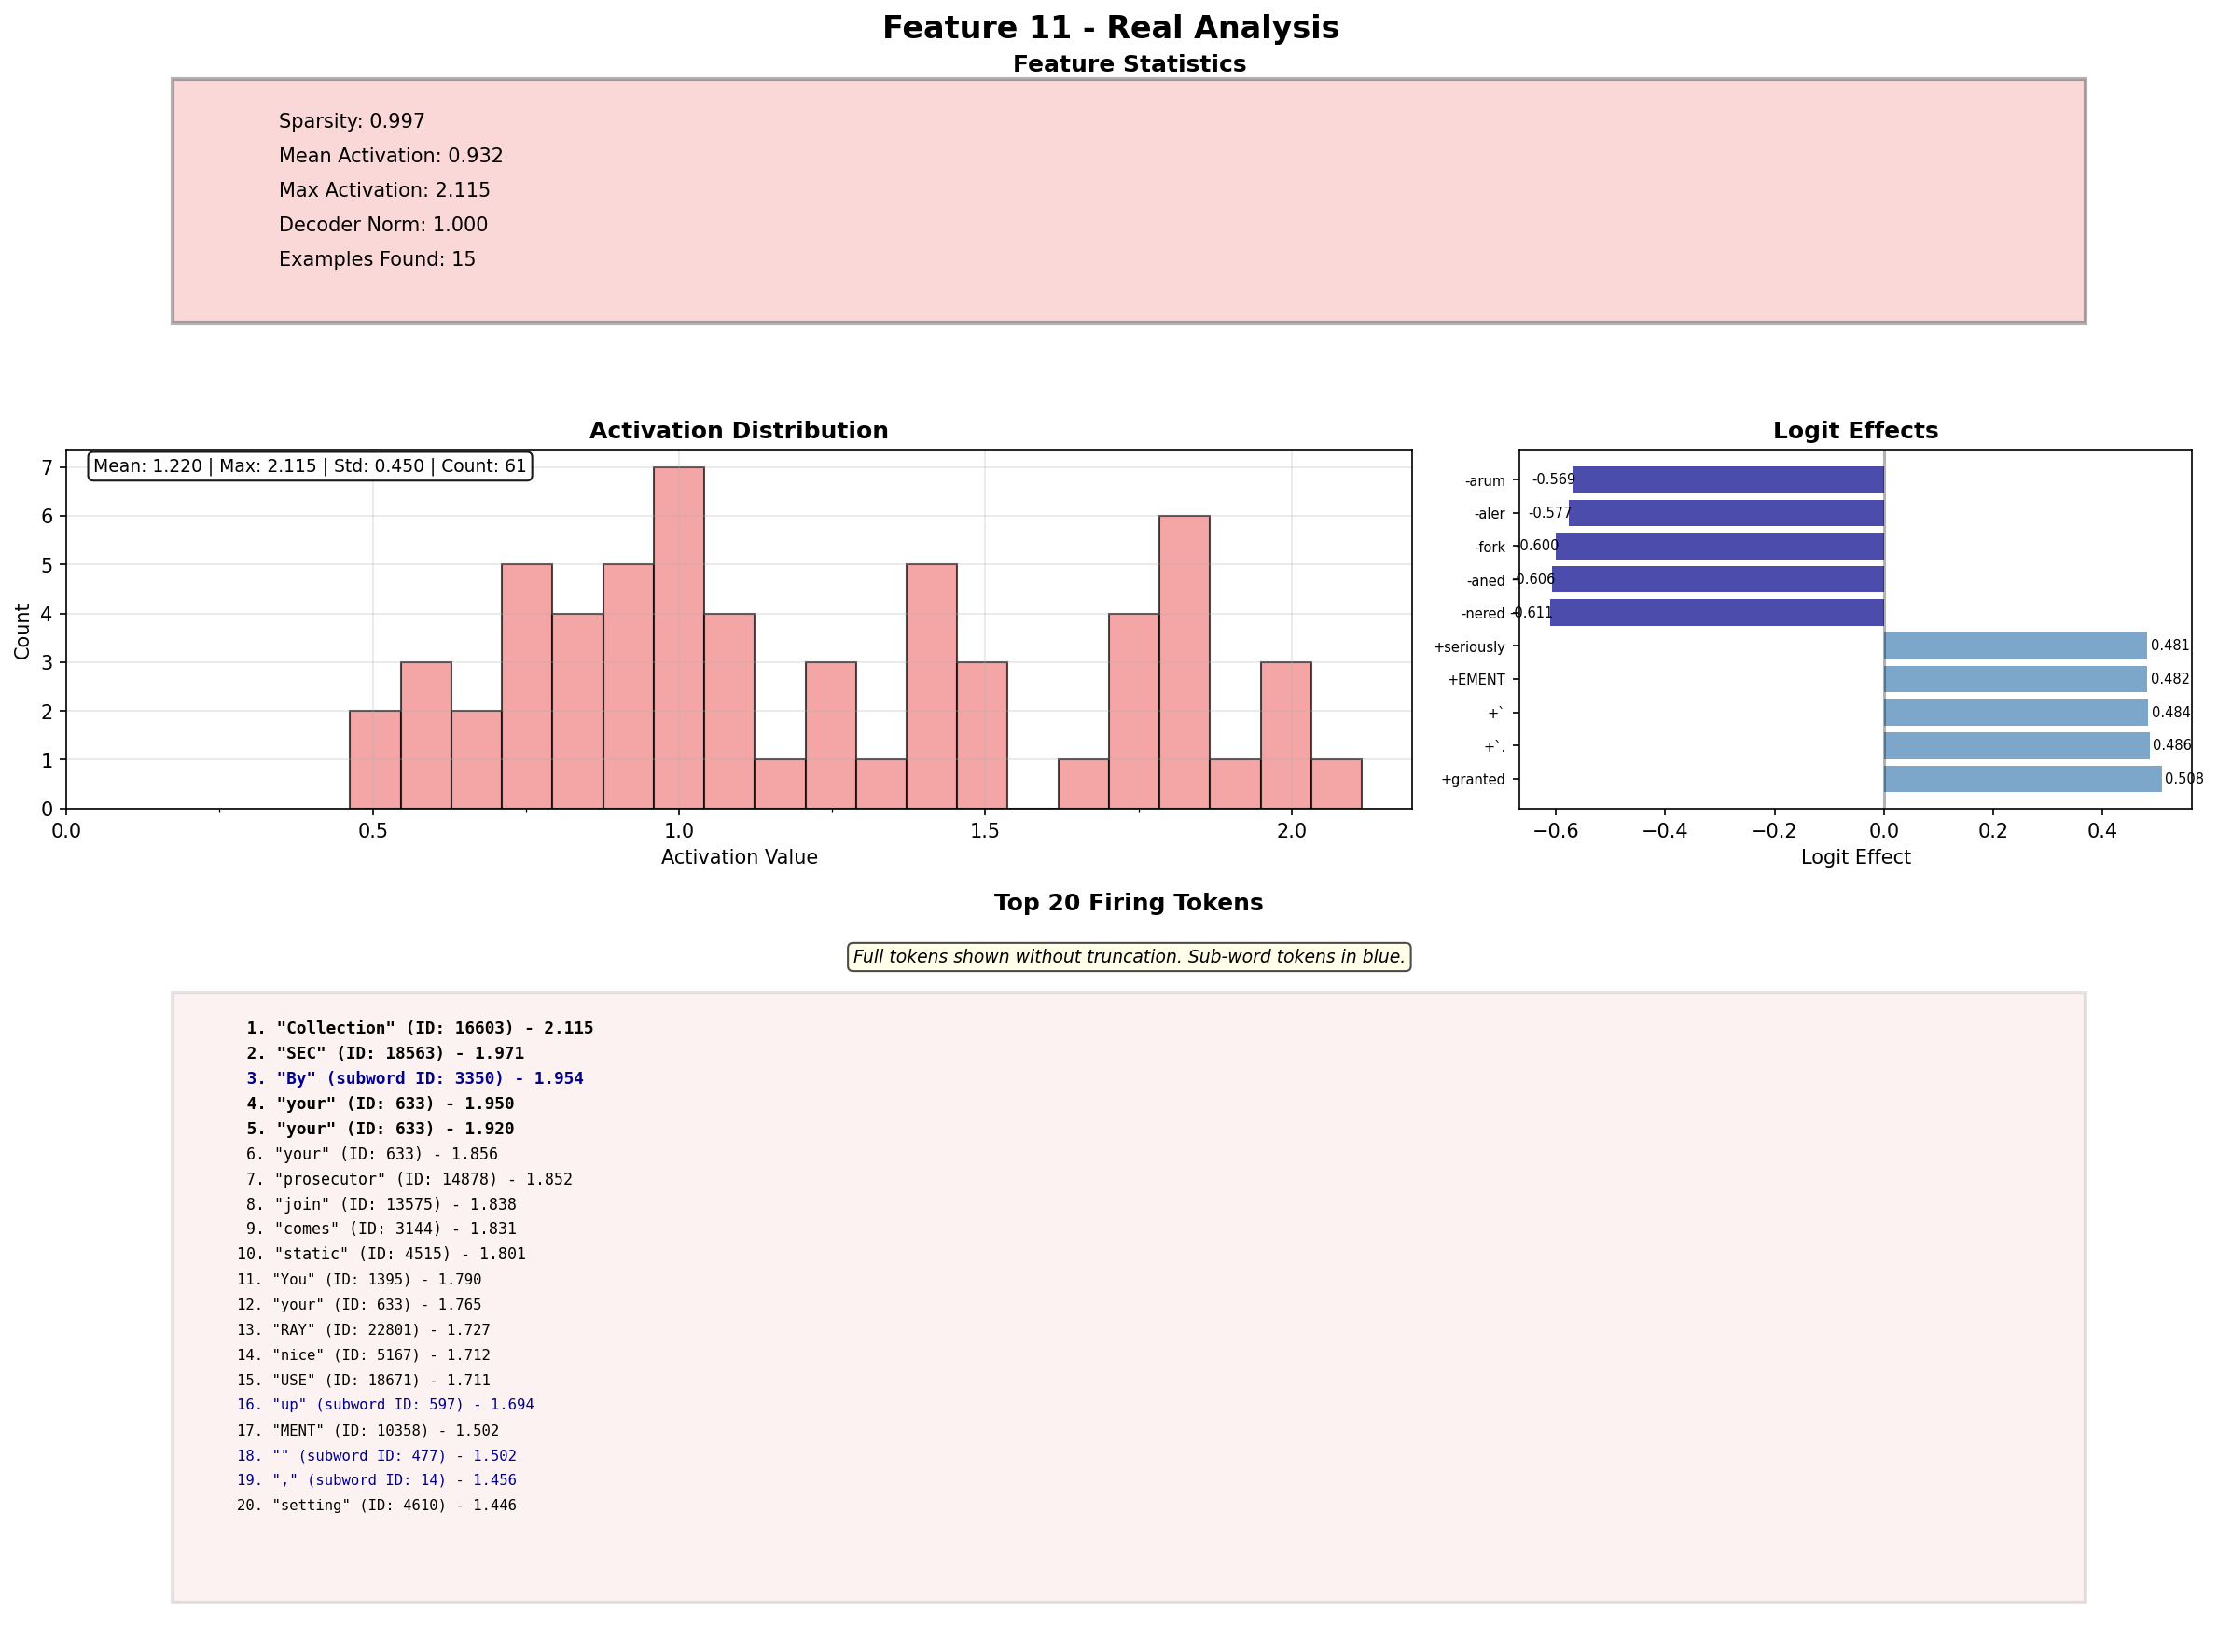 Feature 11 - Real Analysis
Feature Statistics
Sparsity: 0.997
Mean Activation: 0.932
Max Activation: 2.115
Decoder Norm: 1.000
Examples Found: 15
Activation Distribution
Mean: 1.220 | Max: 2.115 | Std: 0.450 | Count: 61
7
6
5
4
3
2
1
0
Count
0.0 0.5 1.0 1.5 2.0
Activation Value
Logit Effects
-arum -0.569
-aler -0.577
-fork -0.600
-aned -0.606
-nered -0.611
+seriously 0.481
+EMENT 0.482
+` 0.484
+`. 0.486
+granted 0.508
−0.6 −0.4 −0.2 0.0 0.2 0.4
Logit Effect
Top 20 Firing Tokens
Full tokens shown without truncation. Sub-word tokens in blue.
1. "Collection" (ID: 16603) - 2.115
2. "SEC" (ID: 18563) - 1.971
3. "By" (subword ID: 3350) - 1.954
4. "your" (ID: 633) - 1.950
5. "your" (ID: 633) - 1.920
6. "your" (ID: 633) - 1.856
7. "prosecutor" (ID: 14878) - 1.852
8. "join" (ID: 13575) - 1.838
9. "comes" (ID: 3144) - 1.831
10. "static" (ID: 4515) - 1.801
11. "You" (ID: 1395) - 1.790
12. "your" (ID: 633) - 1.765
13. "RAY" (ID: 22801) - 1.727
14. "nice" (ID: 5167) - 1.712
15. "USE" (ID: 18671) - 1.711
16. "up" (subword ID: 597) - 1.694
17. "MENT" (ID: 10358) - 1.502
18. "" (subword ID: 477) - 1.502
19. "," (subword ID: 14) - 1.456
20. "setting" (ID: 4610) - 1.446